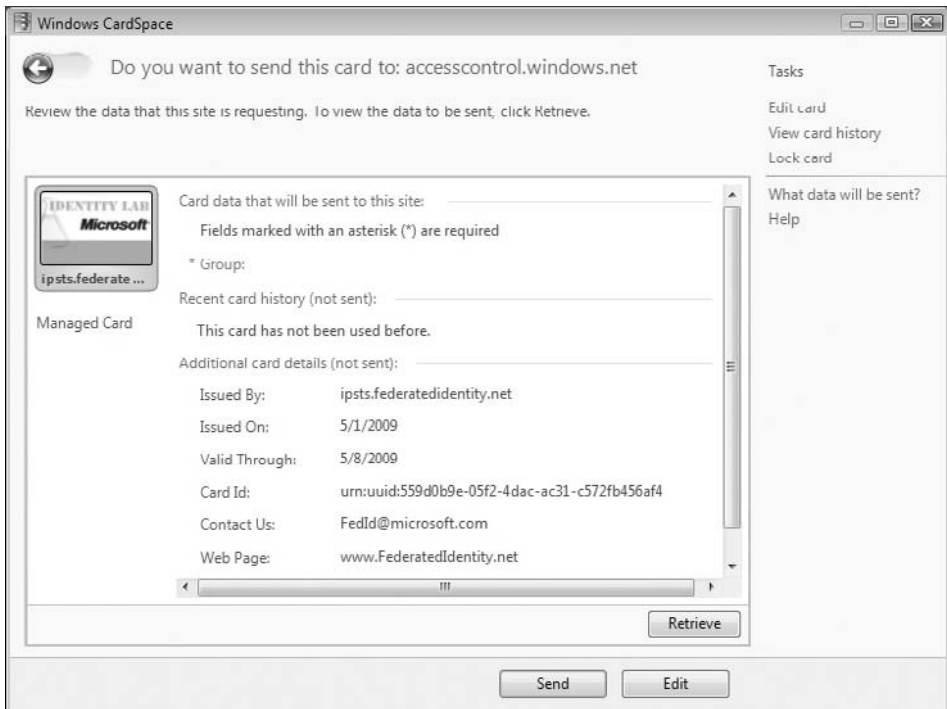 Windows CardSpace
Do you want to send this card to: accesscontrol.windows.net
Review the data that this site is requesting. To view the data to be sent, click Retrieve.
Tasks
Edit card
View card history
Lock card
What data will be sent?
Help
IDENTITY LAB
Microsoft
ipsts.federate ...
Managed Card
Card data that will be sent to this site:
Fields marked with an asterisk (*) are required
* Group:
Recent card history (not sent):
This card has not been used before.
Additional card details (not sent):
Issued By: ipsts.federatedidentity.net
Issued On: 5/1/2009
Valid Through: 5/8/2009
Card Id: urn:uuid:559d0b9e-05f2-4dac-ac31-c572fb456af4
Contact Us: FedId@microsoft.com
Web Page: www.FederatedIdentity.net
Retrieve
Send Edit